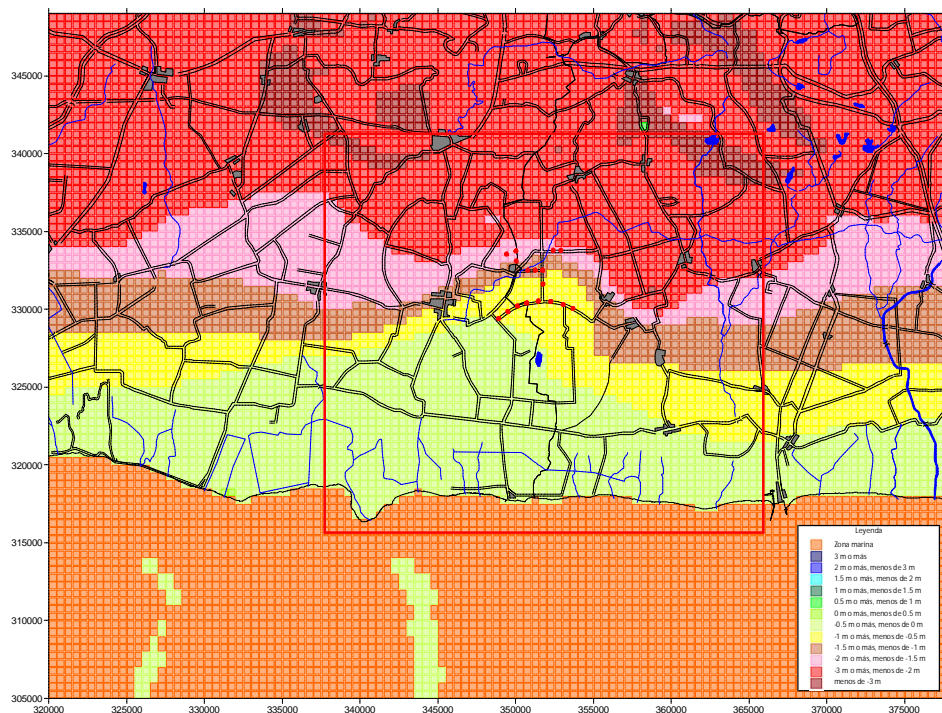 345000
340000
335000
330000
325000
320000
315000
310000
305000
320000 325000 330000 335000 340000 345000 350000 355000 360000 365000 370000 375000
Leyenda
Zona marina
3 m o más
2 m o más, menos de 3 m
1.5 m o más, menos de 2 m
1 m o más, menos de 1.5 m
0.5 m o más, menos de 1 m
0 m o más, menos de 0.5 m
-0.5 m o más, menos de 0 m
-1 m o más, menos de -0.5 m
-1.5 m o más, menos de -1 m
-2 m o más, menos de -1.5 m
-3 m o más, menos de -2 m
menos de -3 m